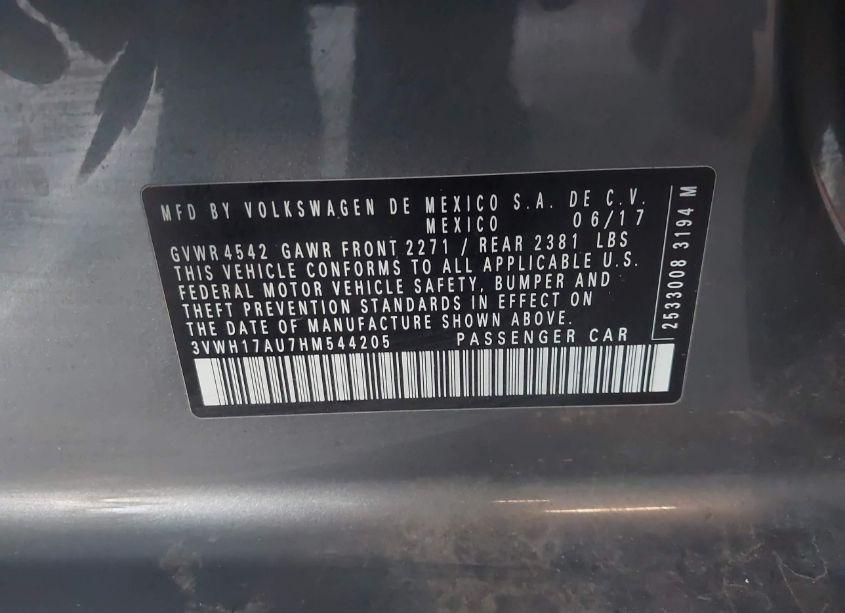 MFD BY VOLKSWAGEN DE MEXICO S.A. DE C.V.
MEXICO 06/17
GVWR 4542 GAWR FRONT 2271 / REAR 2381 LBS
THIS VEHICLE CONFORMS TO ALL APPLICABLE U.S.
FEDERAL MOTOR VEHICLE SAFETY, BUMPER AND
THEFT PREVENTION STANDARDS IN EFFECT ON
THE DATE OF MANUFACTURE SHOWN ABOVE.
3VWH17AU7HM544205 PASSENGER CAR
2533008 3194 M